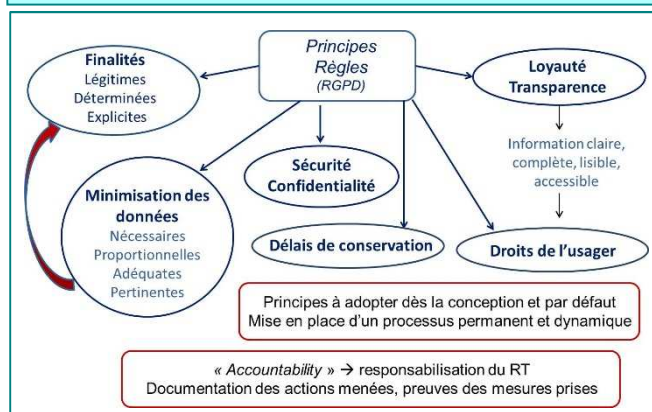 Principes
Règles
(RGPD)
Finalités
Légitimes
Déterminées
Explicites
Loyauté
Transparence
Information claire,
complète, lisible,
accessible
Sécurité
Confidentialité
Minimisation des
données
Nécessaires
Proportionnelles
Adéquates
Pertinentes
Délais de conservation
Droits de l'usager
Principes à adopter dès la conception et par défaut
Mise en place d'un processus permanent et dynamique
« Accountability » → responsabilisation du RT
Documentation des actions menées, preuves des mesures prises